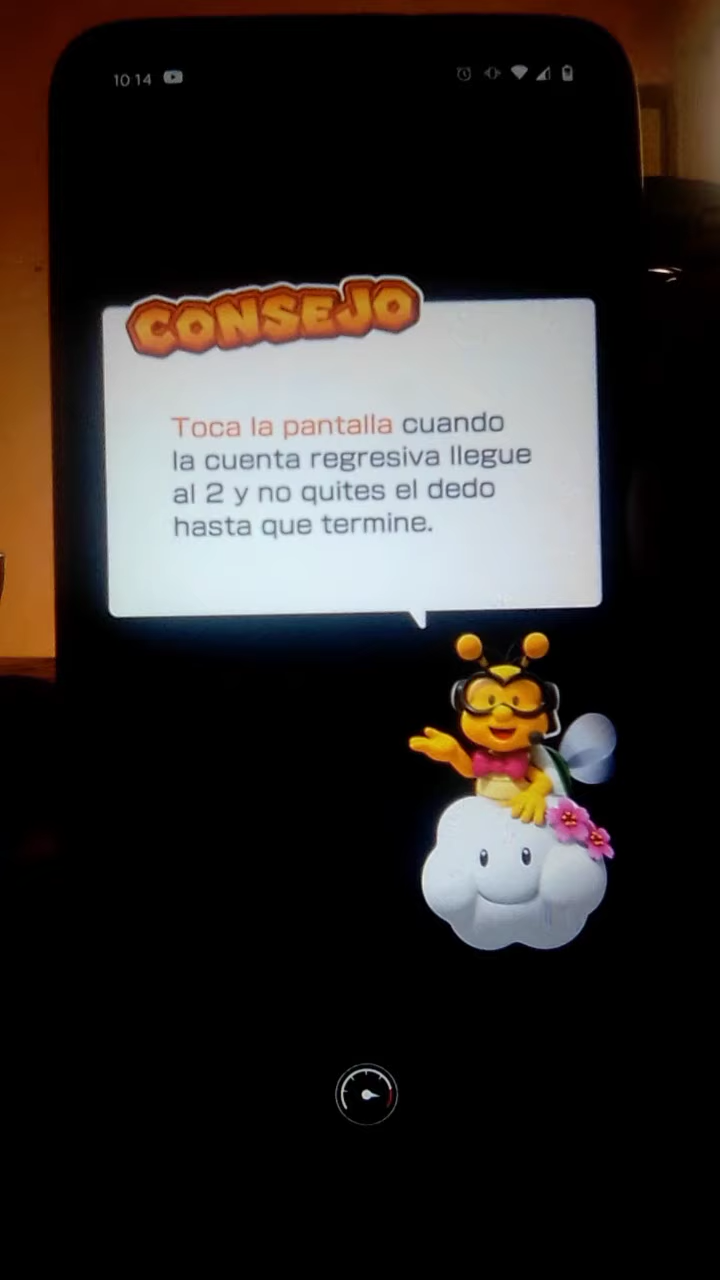 10:14
CONSEJO
Toca la pantalla cuando
la cuenta regresiva llegue
al 2 y no quites el dedo
hasta que termine.